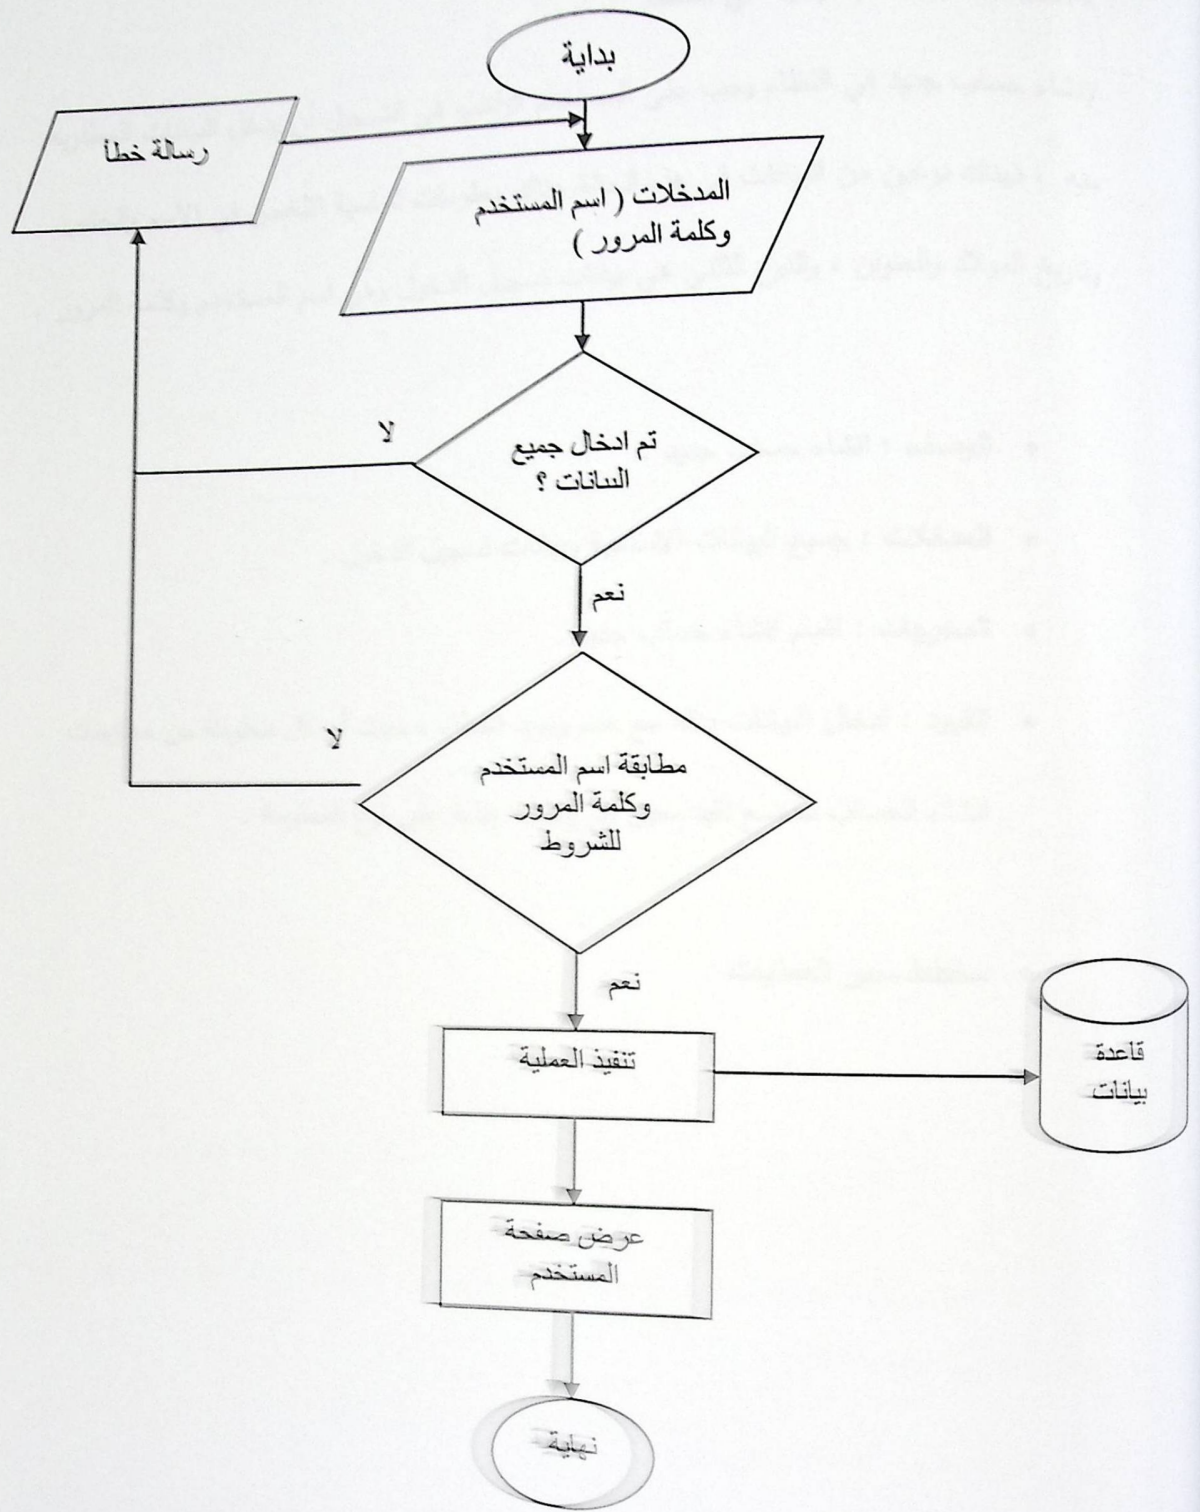 بداية
رسالة خطأ
المدخلات ( اسم المستخدم
وكلمة المرور )
تم ادخال جميع
البيانات ؟
لا
نعم
لا
مطابقة اسم المستخدم
وكلمة المرور
للشروط
نعم
تنفيذ العملية
قاعدة
بيانات
عرض صفحة
المستخدم
نهاية